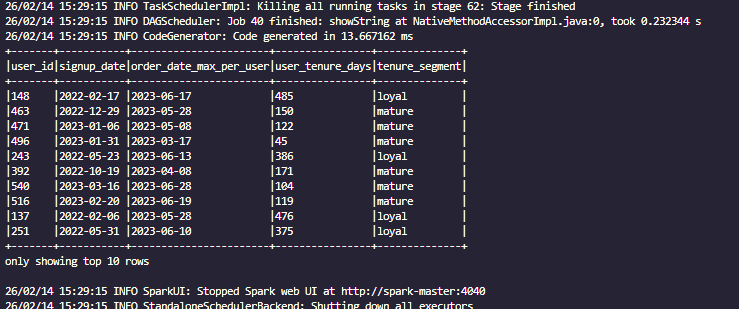 26/02/14 15:29:15 INFO TaskSchedulerImpl: Killing all running tasks in stage 62: Stage finished
26/02/14 15:29:15 INFO DAGScheduler: Job 40 finished: showString at NativeMethodAccessorImpl.java:0, took 0.232344 s
26/02/14 15:29:15 INFO CodeGenerator: Code generated in 13.667162 ms
+-------+-----------+-----------------------+----------------+--------------+
|user_id|signup_date|order_date_max_per_user|user_tenure_days|tenure_segment|
+-------+-----------+-----------------------+----------------+--------------+
|148    |2022-02-17 |2023-06-17             |485             |loyal         |
|463    |2022-12-29 |2023-05-28             |150             |mature        |
|471    |2023-01-06 |2023-05-08             |122             |mature        |
|496    |2023-01-31 |2023-03-17             |45              |mature        |
|243    |2022-05-23 |2023-06-13             |386             |loyal         |
|392    |2022-10-19 |2023-04-08             |171             |mature        |
|540    |2023-03-16 |2023-06-28             |104             |mature        |
|516    |2023-02-20 |2023-06-19             |119             |mature        |
|137    |2022-02-06 |2023-05-28             |476             |loyal         |
|251    |2022-05-31 |2023-06-10             |375             |loyal         |
+-------+-----------+-----------------------+----------------+--------------+
only showing top 10 rows
26/02/14 15:29:15 INFO SparkUI: Stopped Spark web UI at http://spark-master:4040
26/02/14 15:29:15 INFO StandaloneSchedulerBackend: Shutting down all executors